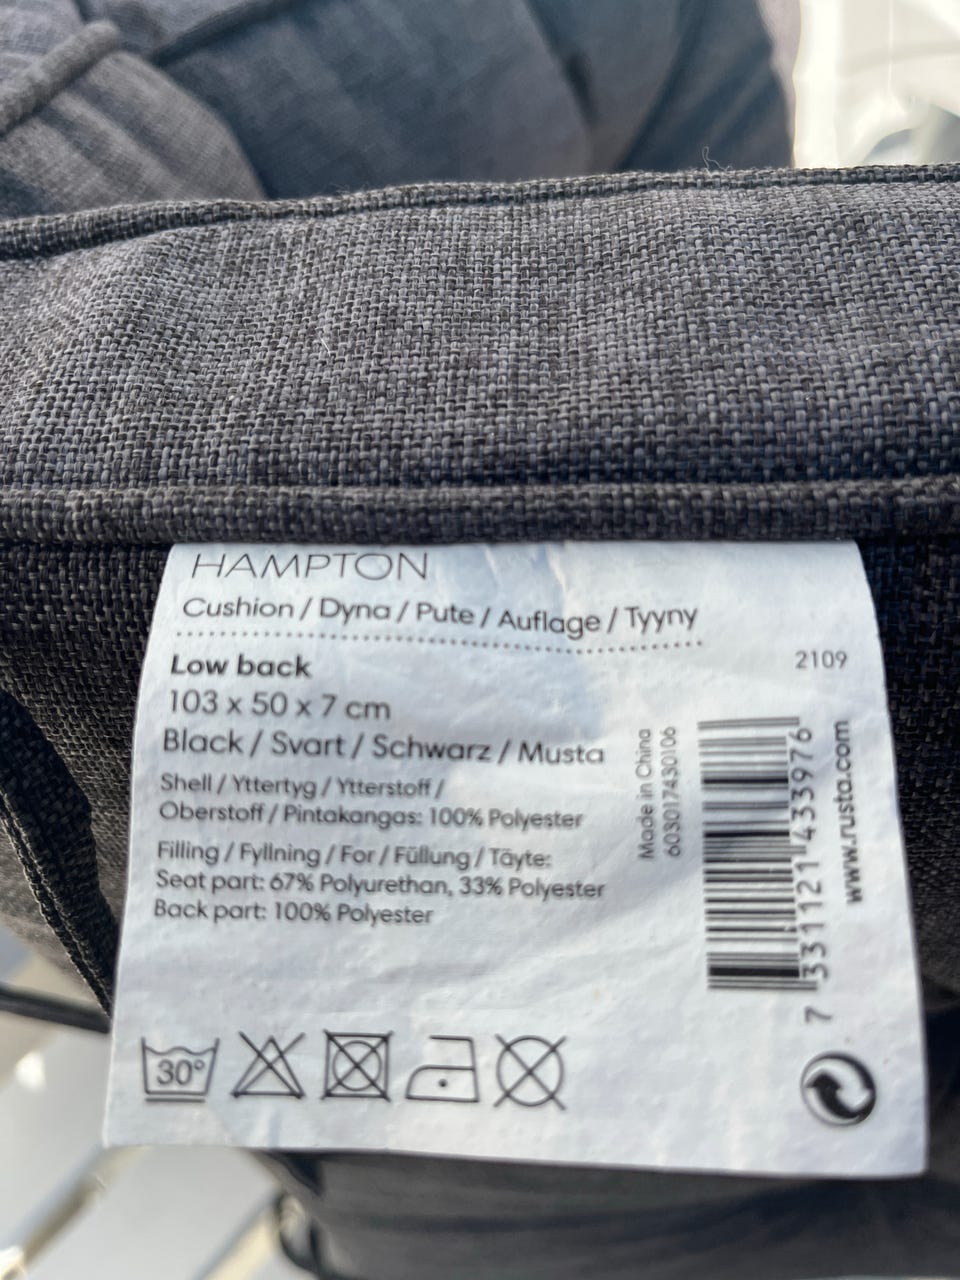 HAMPTON
Cushion / Dyna / Pute / Auflage / Tyyny
Low back
103 x 50 x 7 cm
Black / Svart / Schwarz / Musta
Shell / Yttertyg / Ytterstoff /
Oberstoff / Pintakangas: 100% Polyester
Filling / Fyllning / For / Füllung / Täyte:
Seat part: 67% Polyurethan, 33% Polyester
Back part: 100% Polyester
30°
2109
Made in China
603017430106
7 331121 433976
www.rusta.com